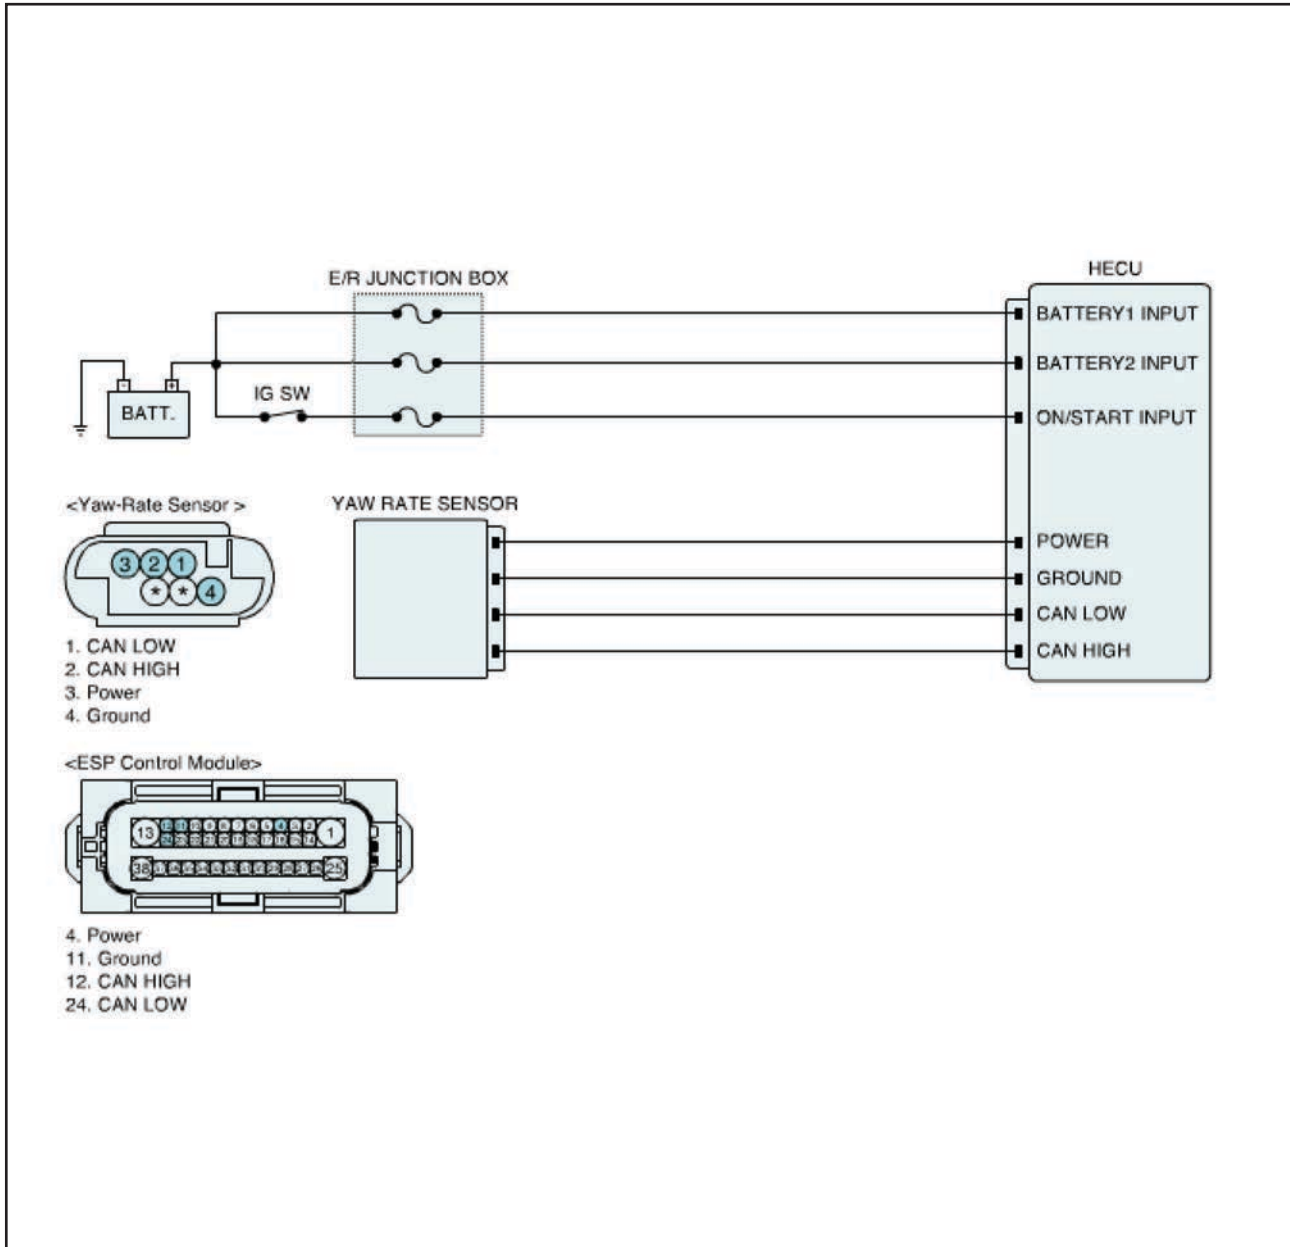 HECU
E/R JUNCTION BOX
BATTERY1 INPUT
BATTERY2 INPUT
IG SW
- +
BATT.
ON/START INPUT
<Yaw-Rate Sensor >
YAW RATE SENSOR
3 2 1
* * 4
POWER
GROUND
CAN LOW
CAN HIGH
1. CAN LOW
2. CAN HIGH
3. Power
4. Ground
<ESP Control Module>
13 1
38 25
4. Power
11. Ground
12. CAN HIGH
24. CAN LOW